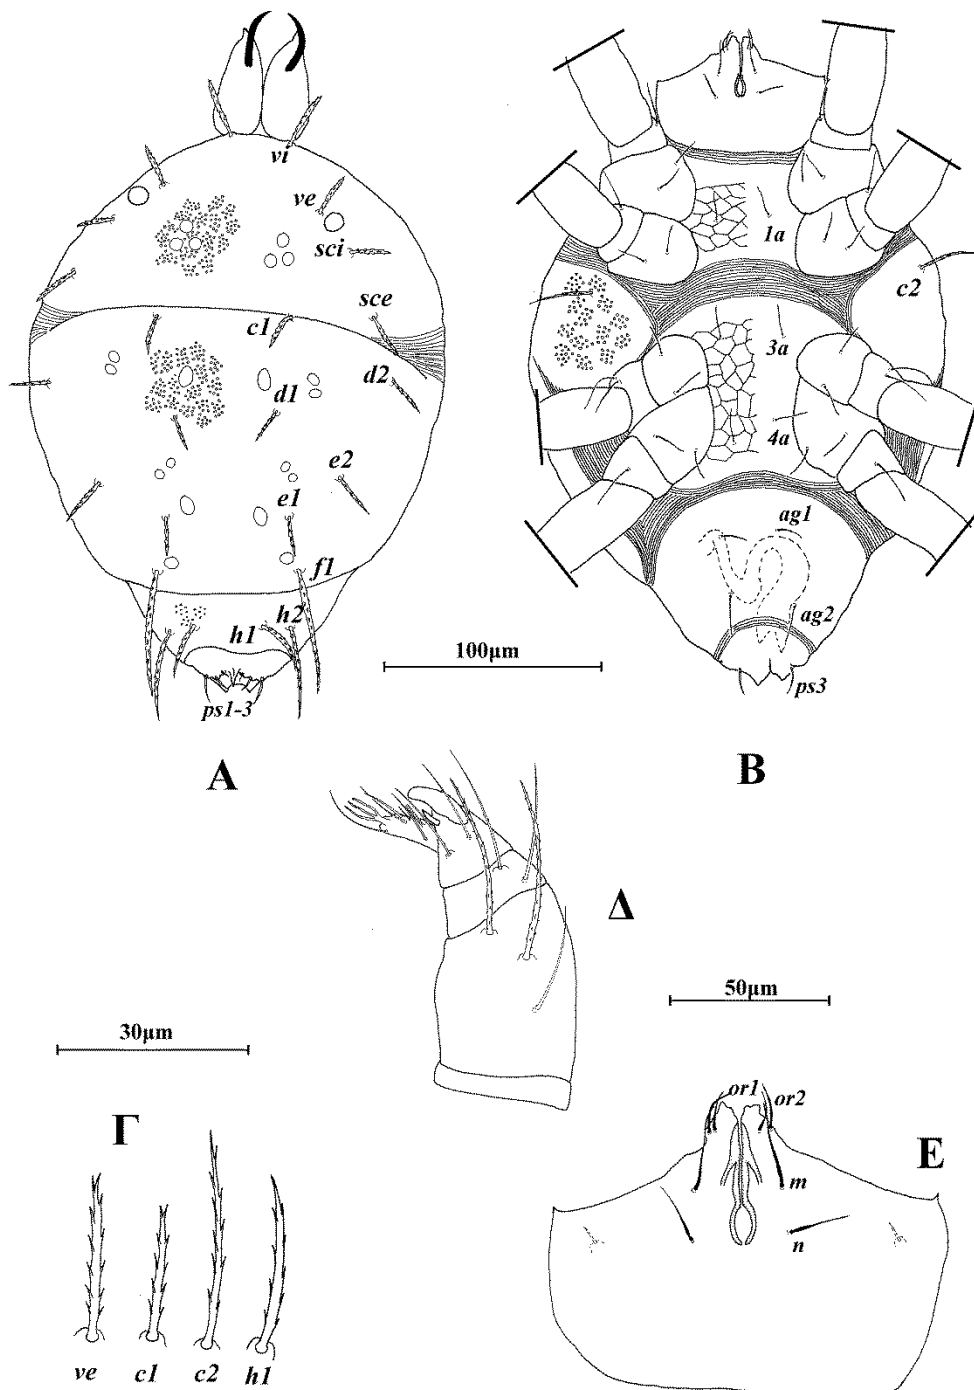 vi
ve
sci
sce
c1
d2
d1
e2
e1
f1
h2
h1
ps1-3
A
1a
c2
3a
4a
ag1
ag2
ps3
B
100μm
Δ
50μm
30μm
Γ
ve
c1
c2
h1
or1
or2
E
m
n